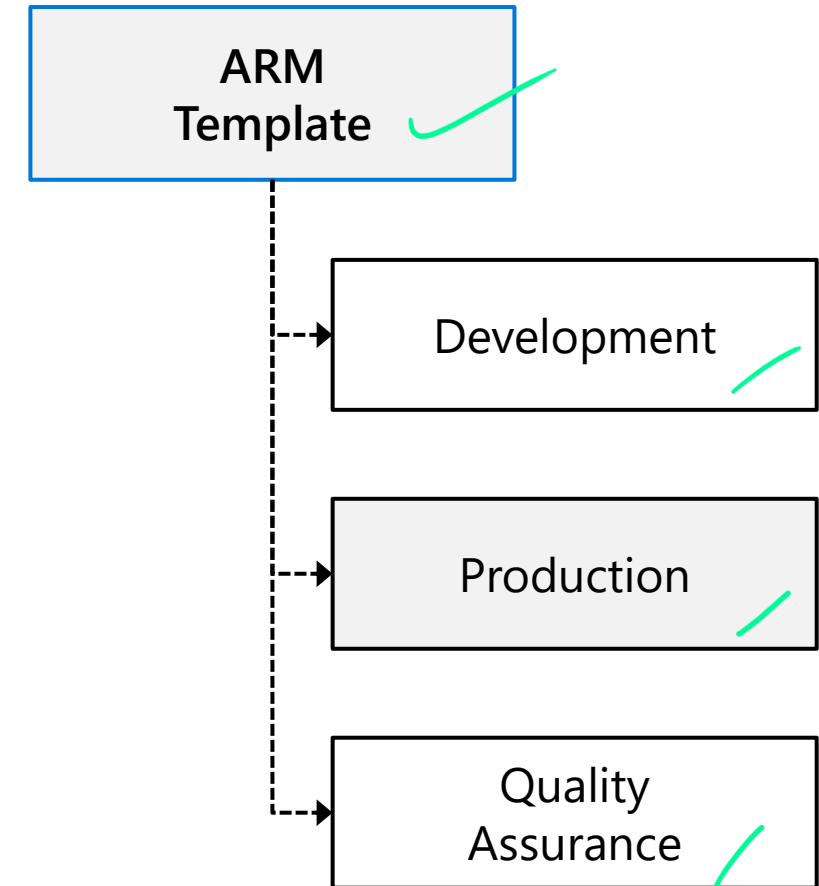 ARM
Template
Development
Production
Quality
Assurance